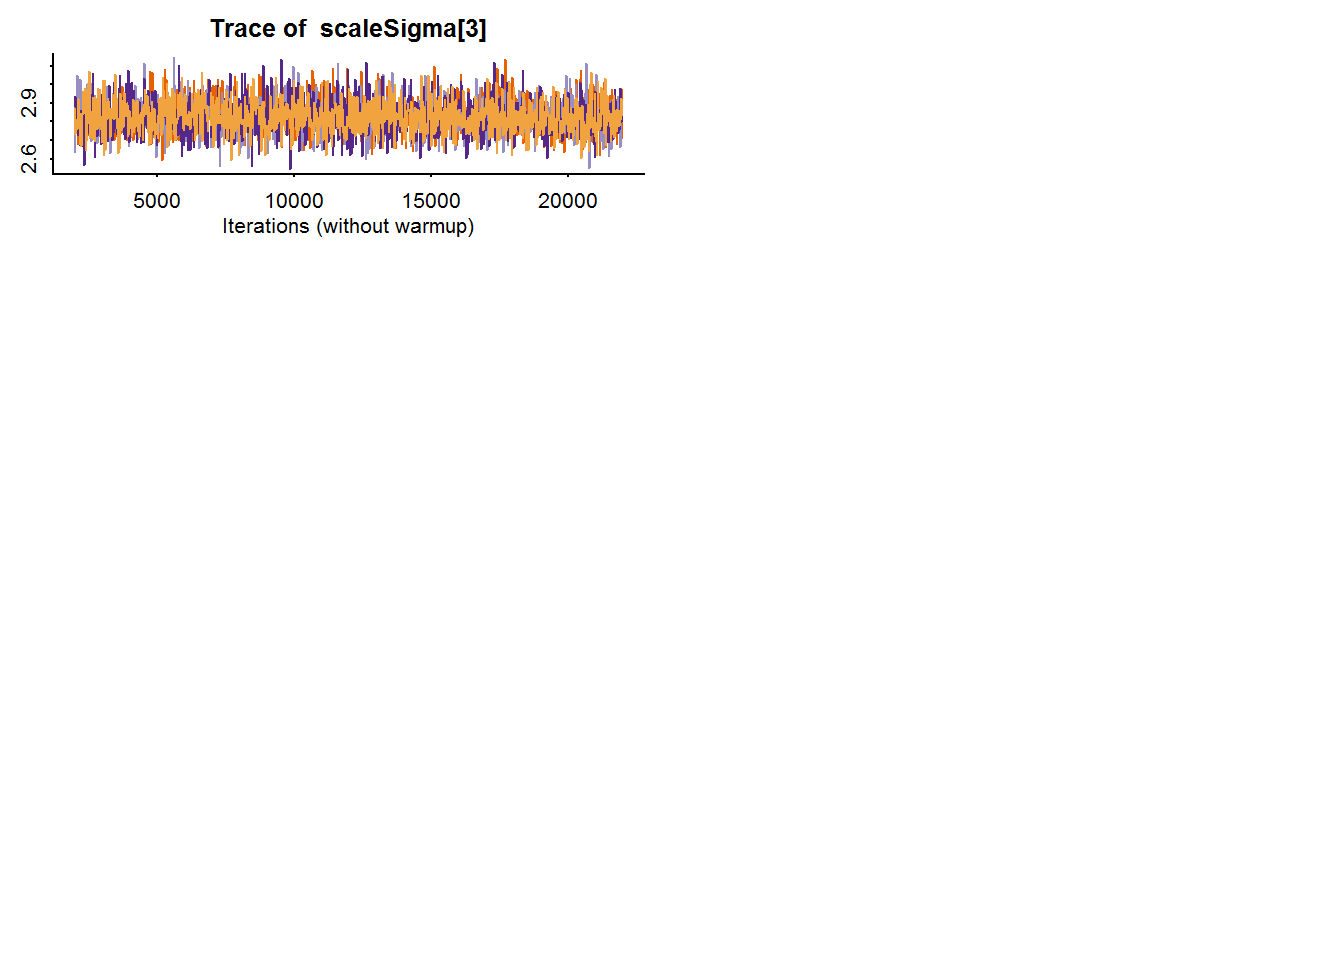 Trace of  scaleSigma[3]
2.9
2.6
5000 10000 15000 20000
Iterations (without warmup)